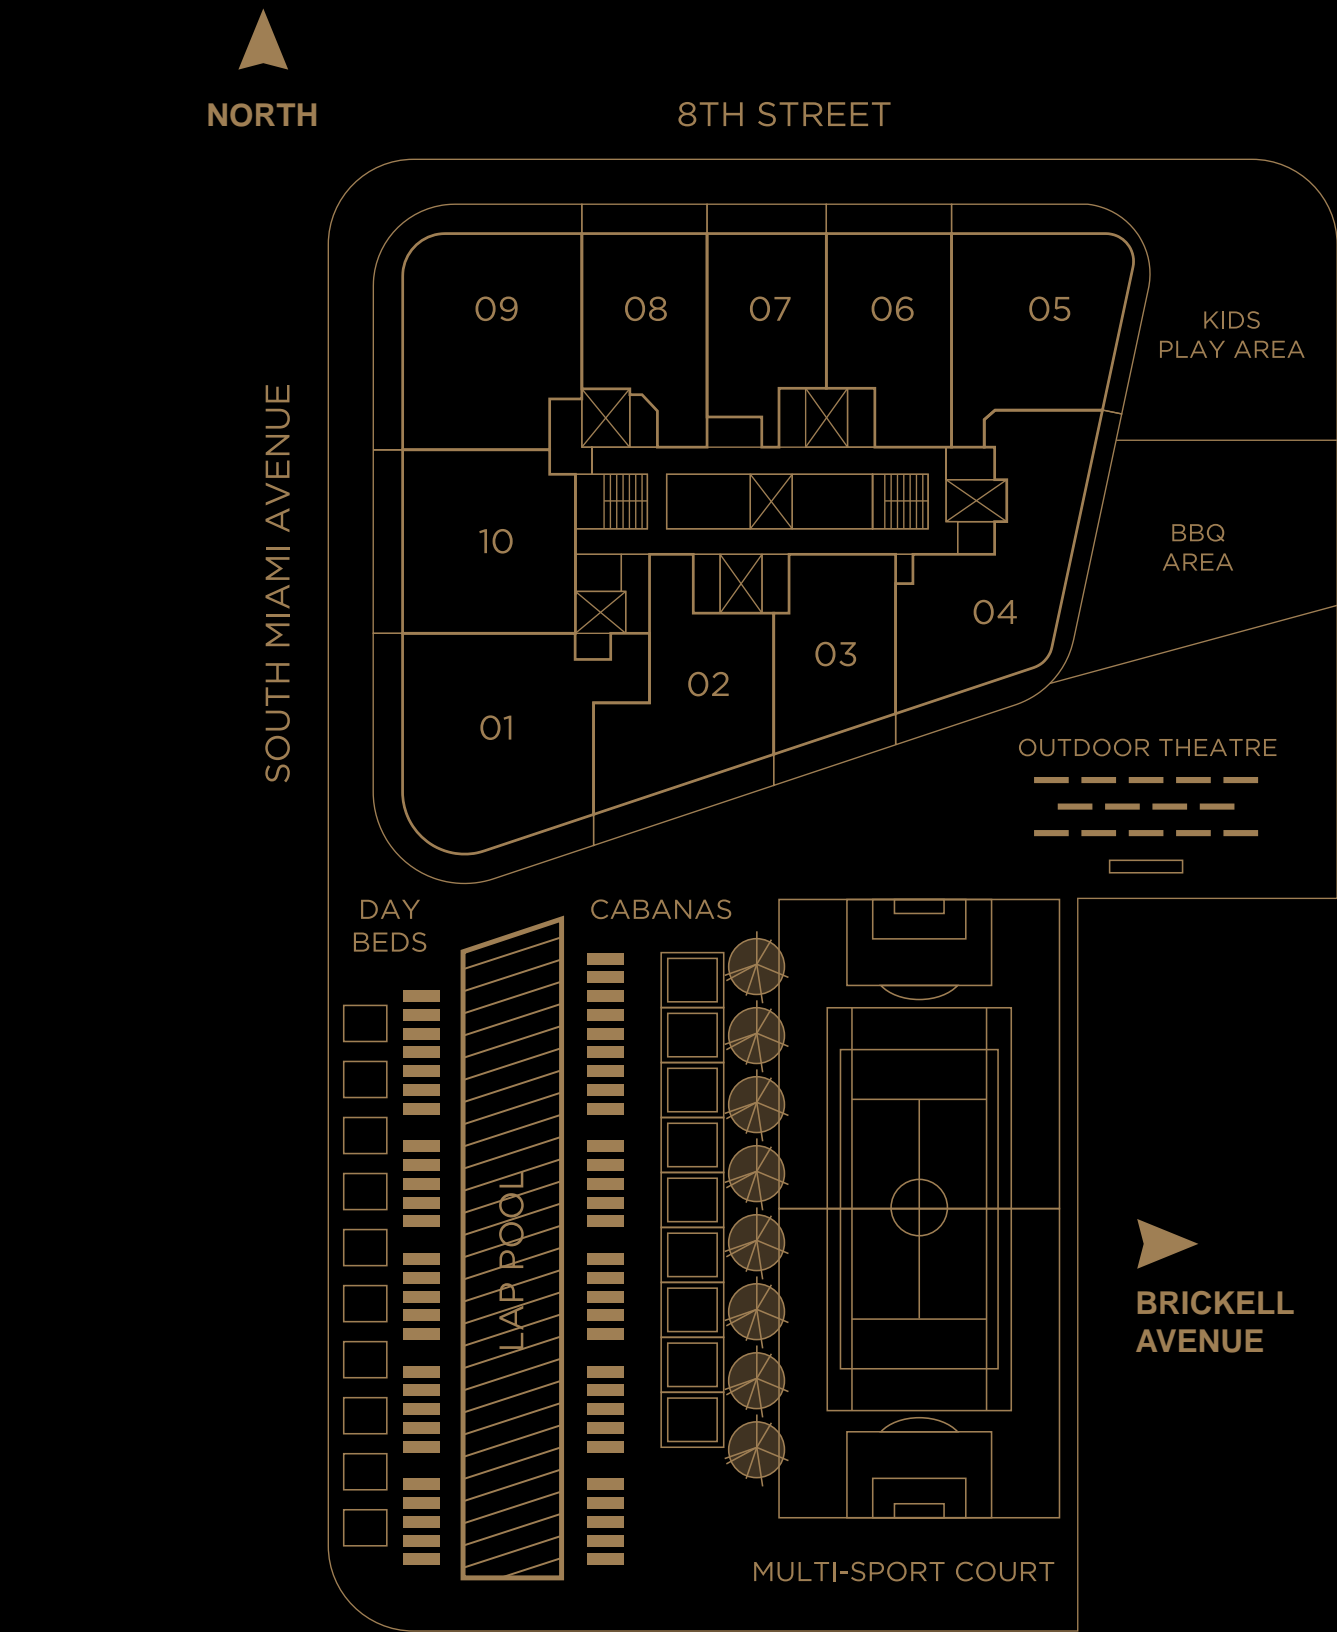 NORTH
8TH STREET
09
08
07
06
05
KIDS
PLAY AREA
SOUTH MIAMI AVENUE
10
BBQ
AREA
04
03
02
01
OUTDOOR THEATRE
DAY
BEDS
CABANAS
LAP POOL
BRICKELL
AVENUE
MULTI-SPORT COURT